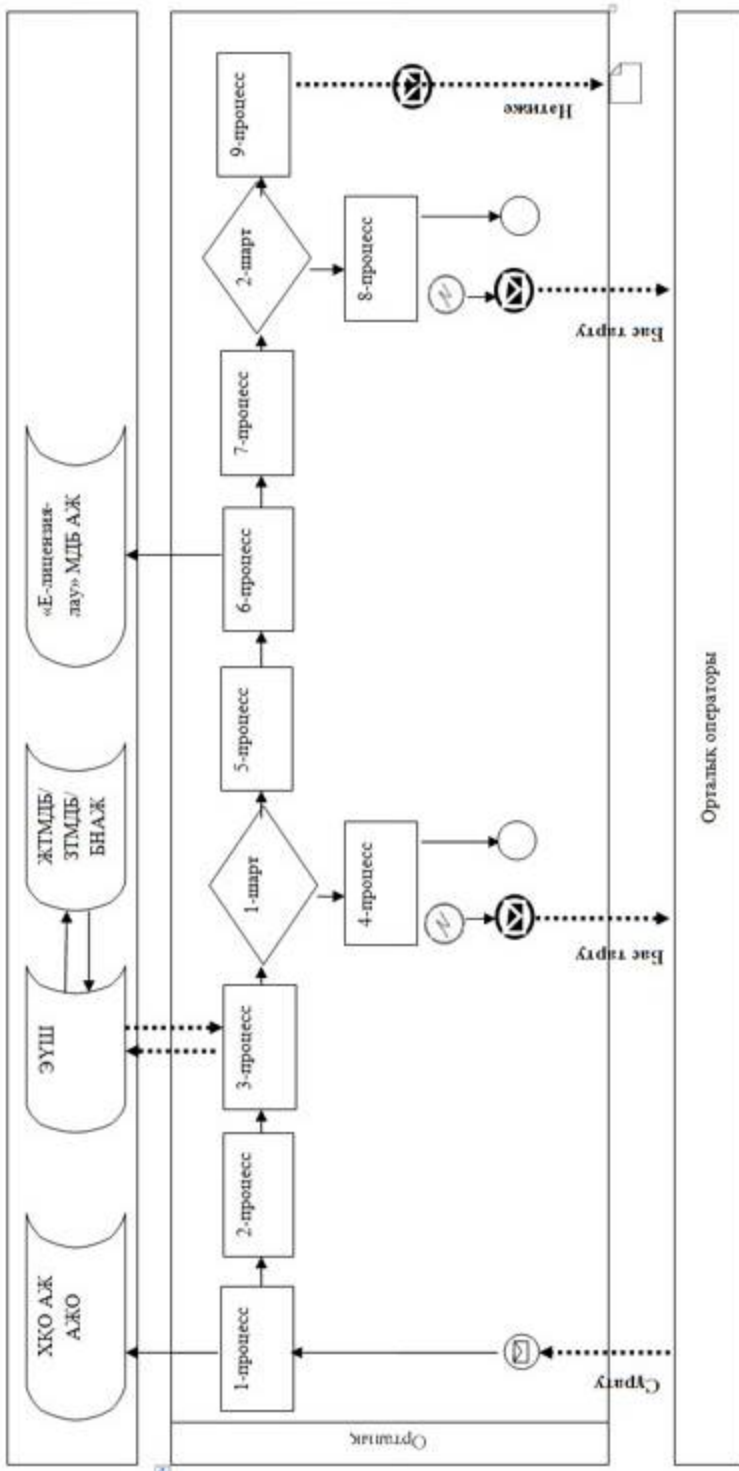 ХҚО АЖ
АЖО
ЭҮШ
ЖТМДБ/
ЗТМДБ/
БНАЖ
«Е-лицензия-
лау» МДБ АЖ
Орталық
1-процесс
2-процесс
3-процесс
1-шарт
5-процесс
6-процесс
7-процесс
2-шарт
9-процесс
4-процесс
8-процесс
Сұрату
Бас тарту
Бас тарту
Нәтиже
Орталық операторы